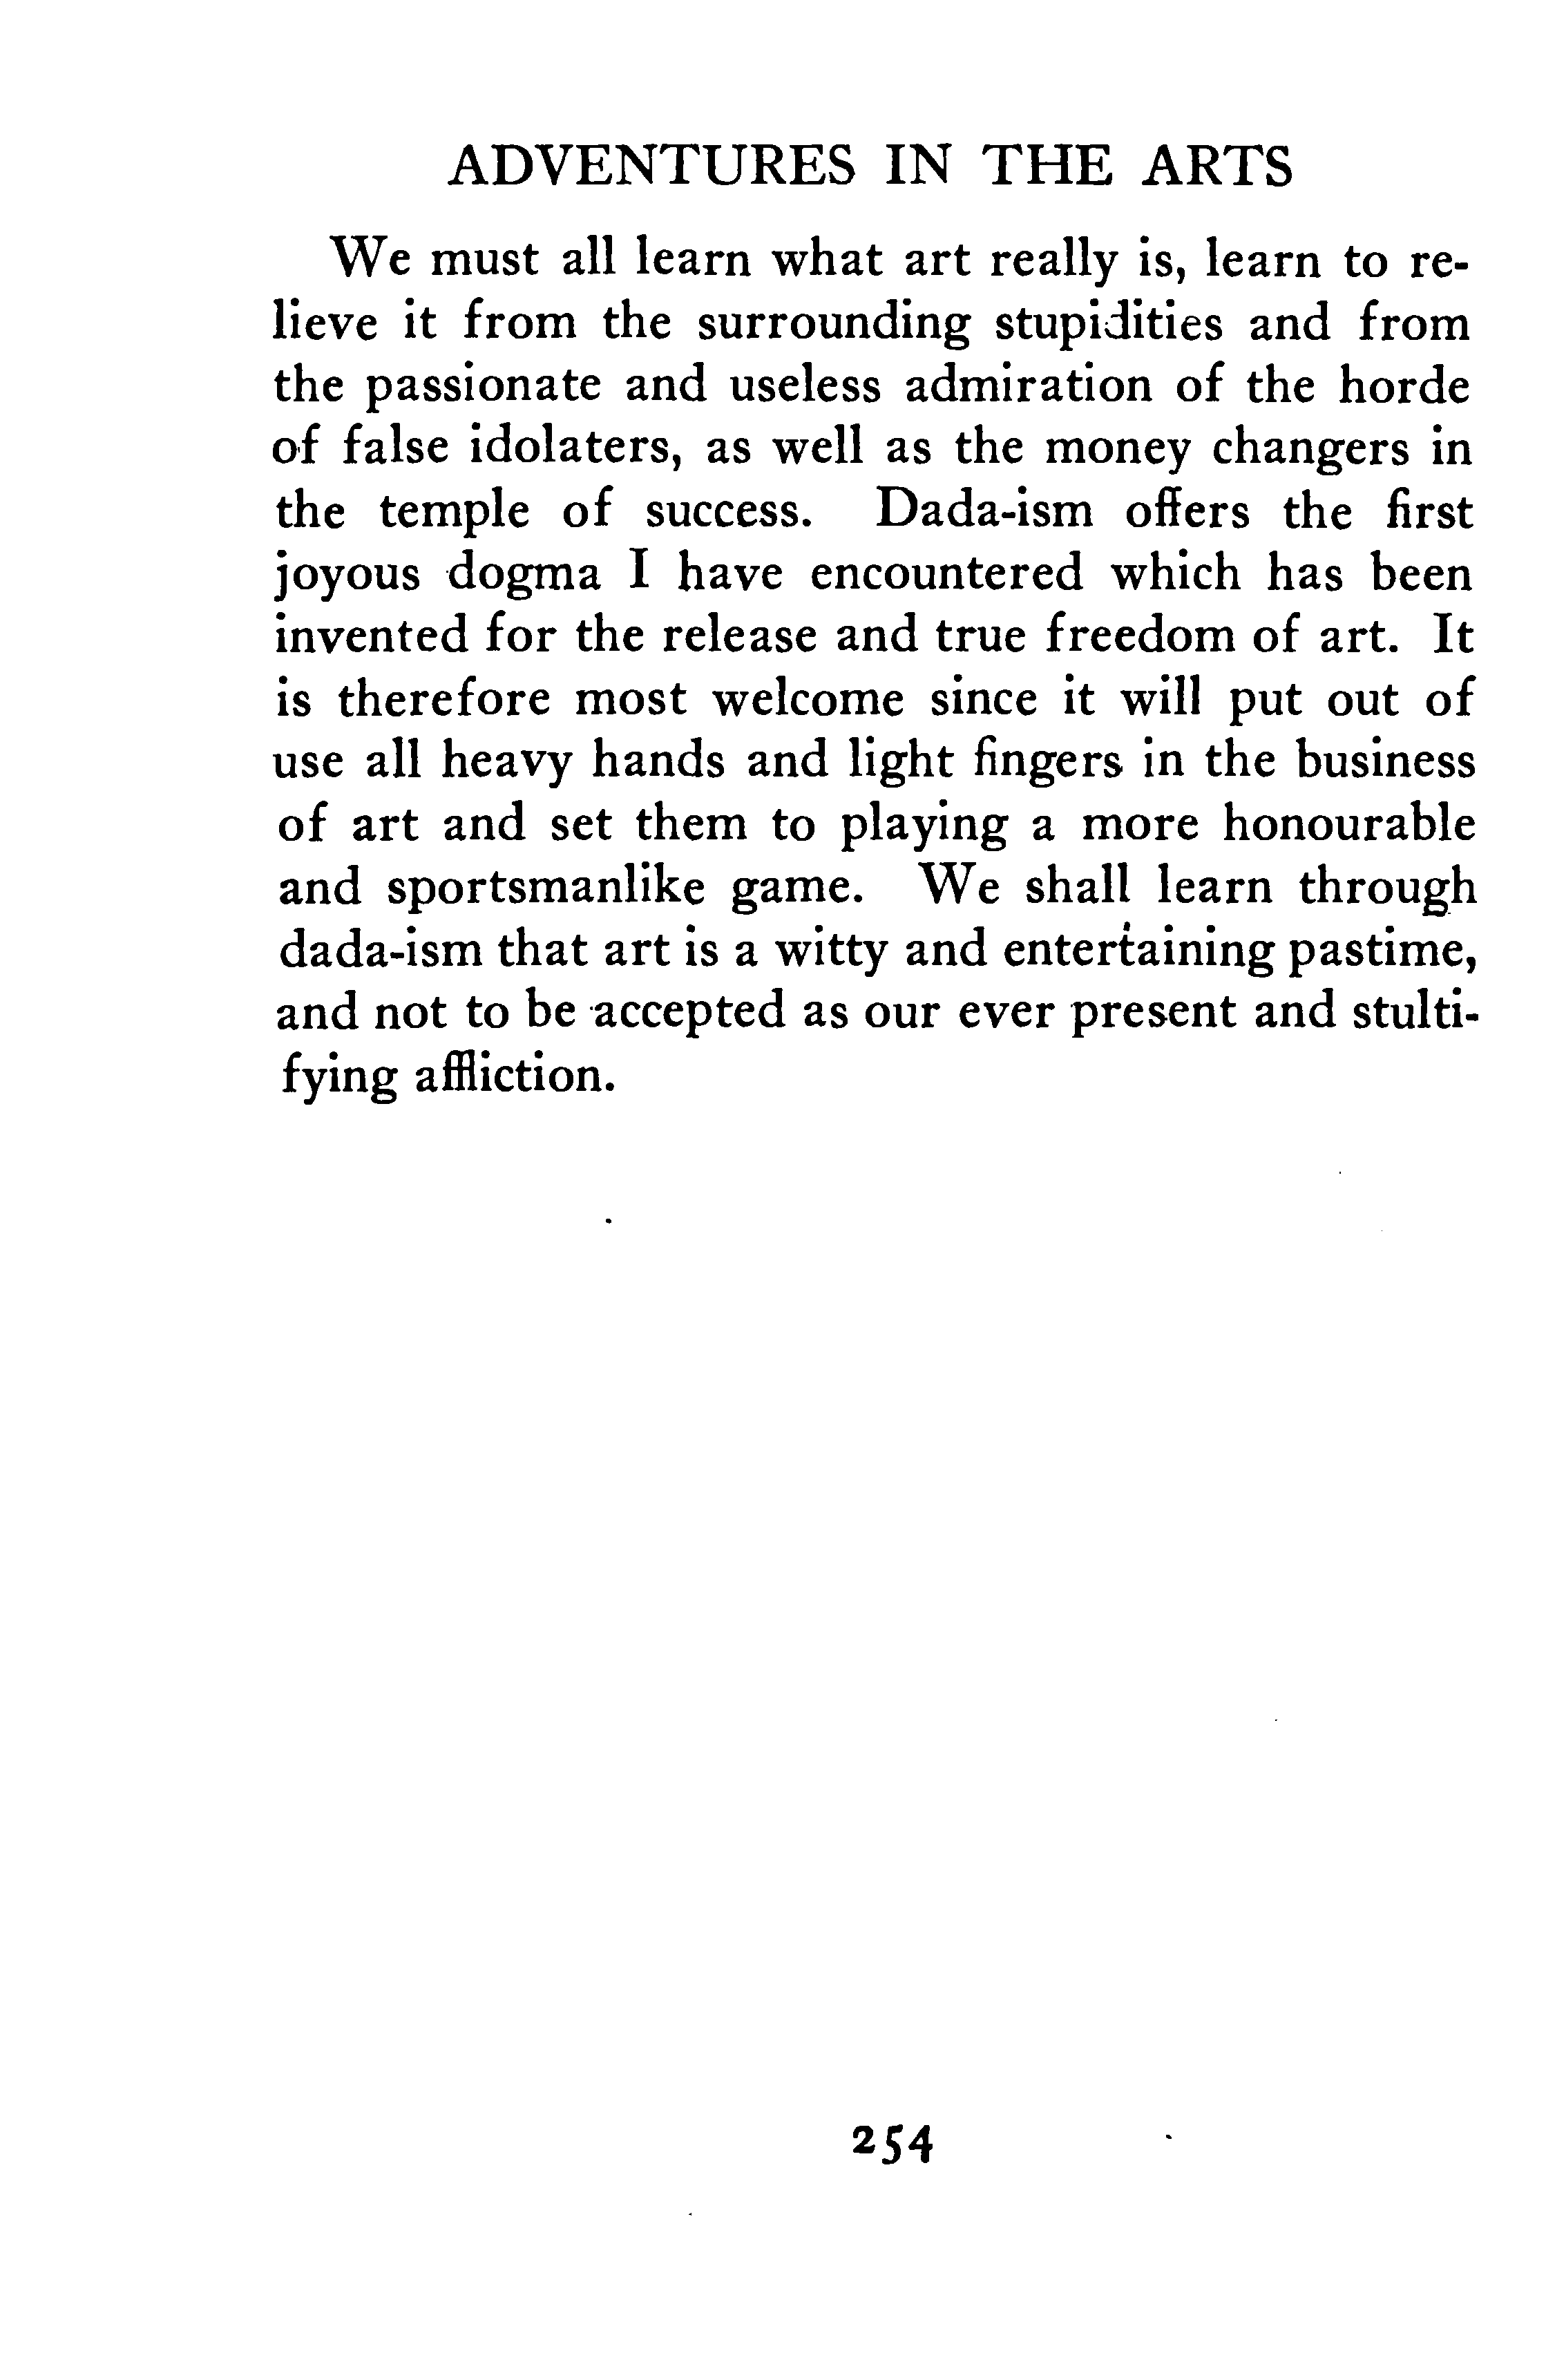 ADVENTURES IN THE ARTS
We must all learn what art really is, learn to re-
lieve it from the surrounding stupidities and from
the passionate and useless admiration of the horde
of false idolaters, as well as the money changers in
the temple of success. Dada-ism offers the first
joyous dogma I have encountered which has been
invented for the release and true freedom of art. It
is therefore most welcome since it will put out of
use all heavy hands and light fingers in the business
of art and set them to playing a more honourable
and sportsmanlike game. We shall learn through
dada-ism that art is a witty and entertaining pastime,
and not to be accepted as our ever present and stulti-
fying affliction.
254